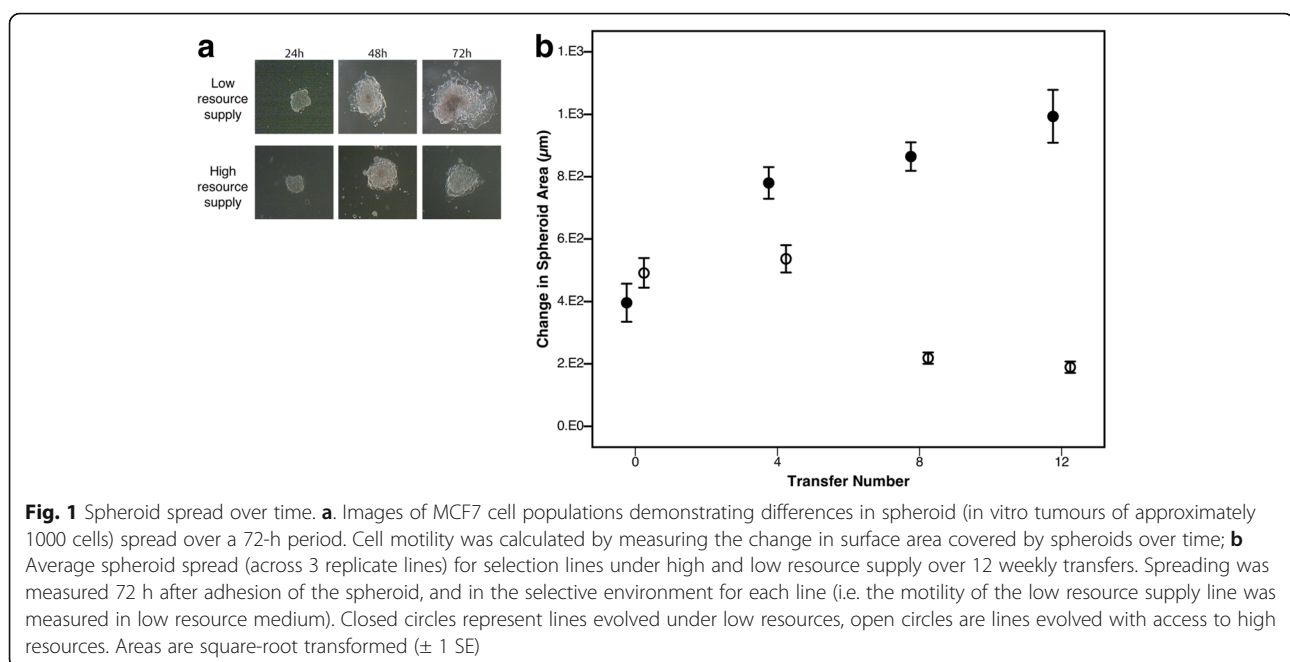 a
24h 48h 72h
Low
resource
supply
High
resource
supply
b
1.E3
1.E3
8.E2
6.E2
4.E2
2.E2
0.E0
Change in Spheroid Area (µm)
0 4 8 12
Transfer Number
Fig. 1 Spheroid spread over time. a. Images of MCF7 cell populations demonstrating differences in spheroid (in vitro tumours of approximately
1000 cells) spread over a 72-h period. Cell motility was calculated by measuring the change in surface area covered by spheroids over time; b
Average spheroid spread (across 3 replicate lines) for selection lines under high and low resource supply over 12 weekly transfers. Spreading was
measured 72 h after adhesion of the spheroid, and in the selective environment for each line (i.e. the motility of the low resource supply line was
measured in low resource medium). Closed circles represent lines evolved under low resources, open circles are lines evolved with access to high
resources. Areas are square-root transformed (± 1 SE)